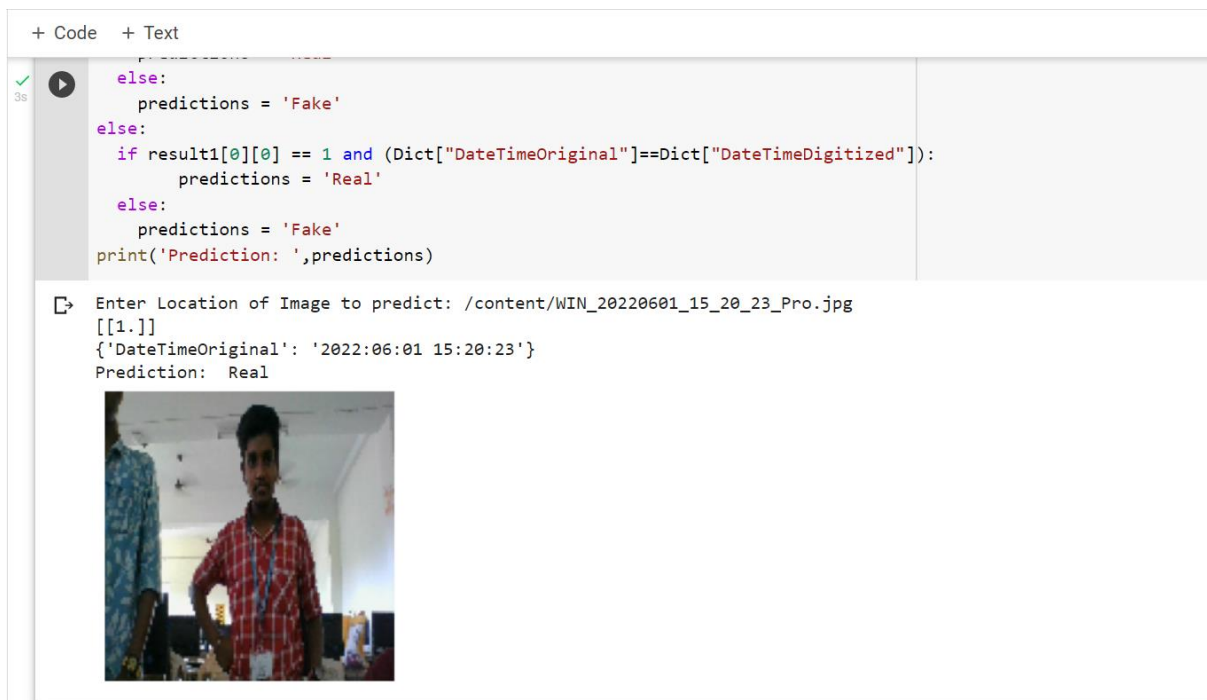 + Code + Text
else:
predictions = 'Fake'
else:
if result1[0][0] == 1 and (Dict["DateTimeOriginal"]==Dict["DateTimeDigitized"]):
predictions = 'Real'
else:
predictions = 'Fake'
print('Prediction: ',predictions)
3s
Enter Location of Image to predict: /content/WIN_20220601_15_20_23_Pro.jpg
[[1.]]
{'DateTimeOriginal': '2022:06:01 15:20:23'}
Prediction:  Real